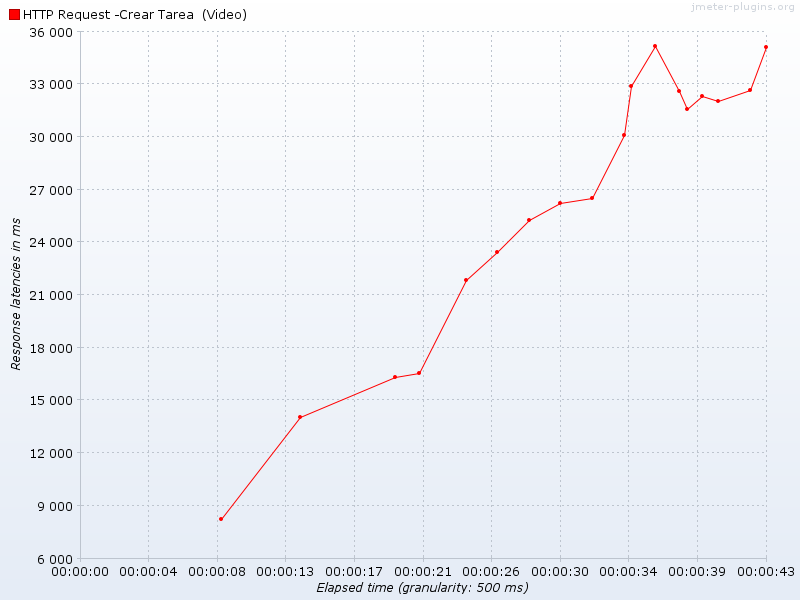 jmeter-plugins.org
HTTP Request -Crear Tarea  (Video)
36 000
33 000
30 000
27 000
24 000
21 000
18 000
15 000
12 000
9 000
6 000
Response latencies in ms
00:00:00 00:00:04 00:00:08 00:00:13 00:00:17 00:00:21 00:00:26 00:00:30 00:00:34 00:00:39 00:00:43
Elapsed time (granularity: 500 ms)